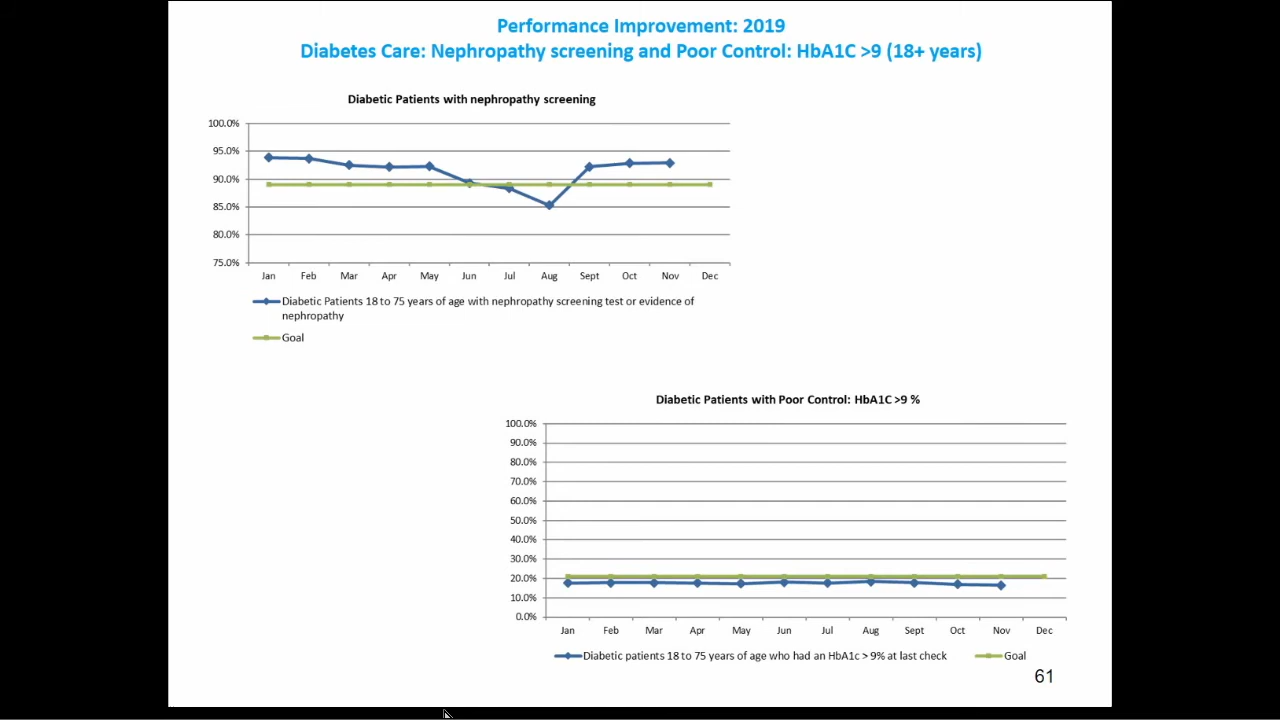 Performance Improvement: 2019
Diabetes Care: Nephropathy screening and Poor Control: HbA1C >9 (18+ years)
Diabetic Patients with nephropathy screening
100.0%
95.0%
90.0%
85.0%
80.0%
75.0%
Jan Feb Mar Apr May Jun Jul Aug Sept Oct Nov Dec
Diabetic Patients 18 to 75 years of age with nephropathy screening test or evidence of
nephropathy
Goal
Diabetic Patients with Poor Control: HbA1C >9 %
100.0%
90.0%
80.0%
70.0%
60.0%
50.0%
40.0%
30.0%
20.0%
10.0%
0.0%
Jan Feb Mar Apr May Jun Jul Aug Sept Oct Nov Dec
Diabetic patients 18 to 75 years of age who had an HbA1c > 9% at last check Goal
61